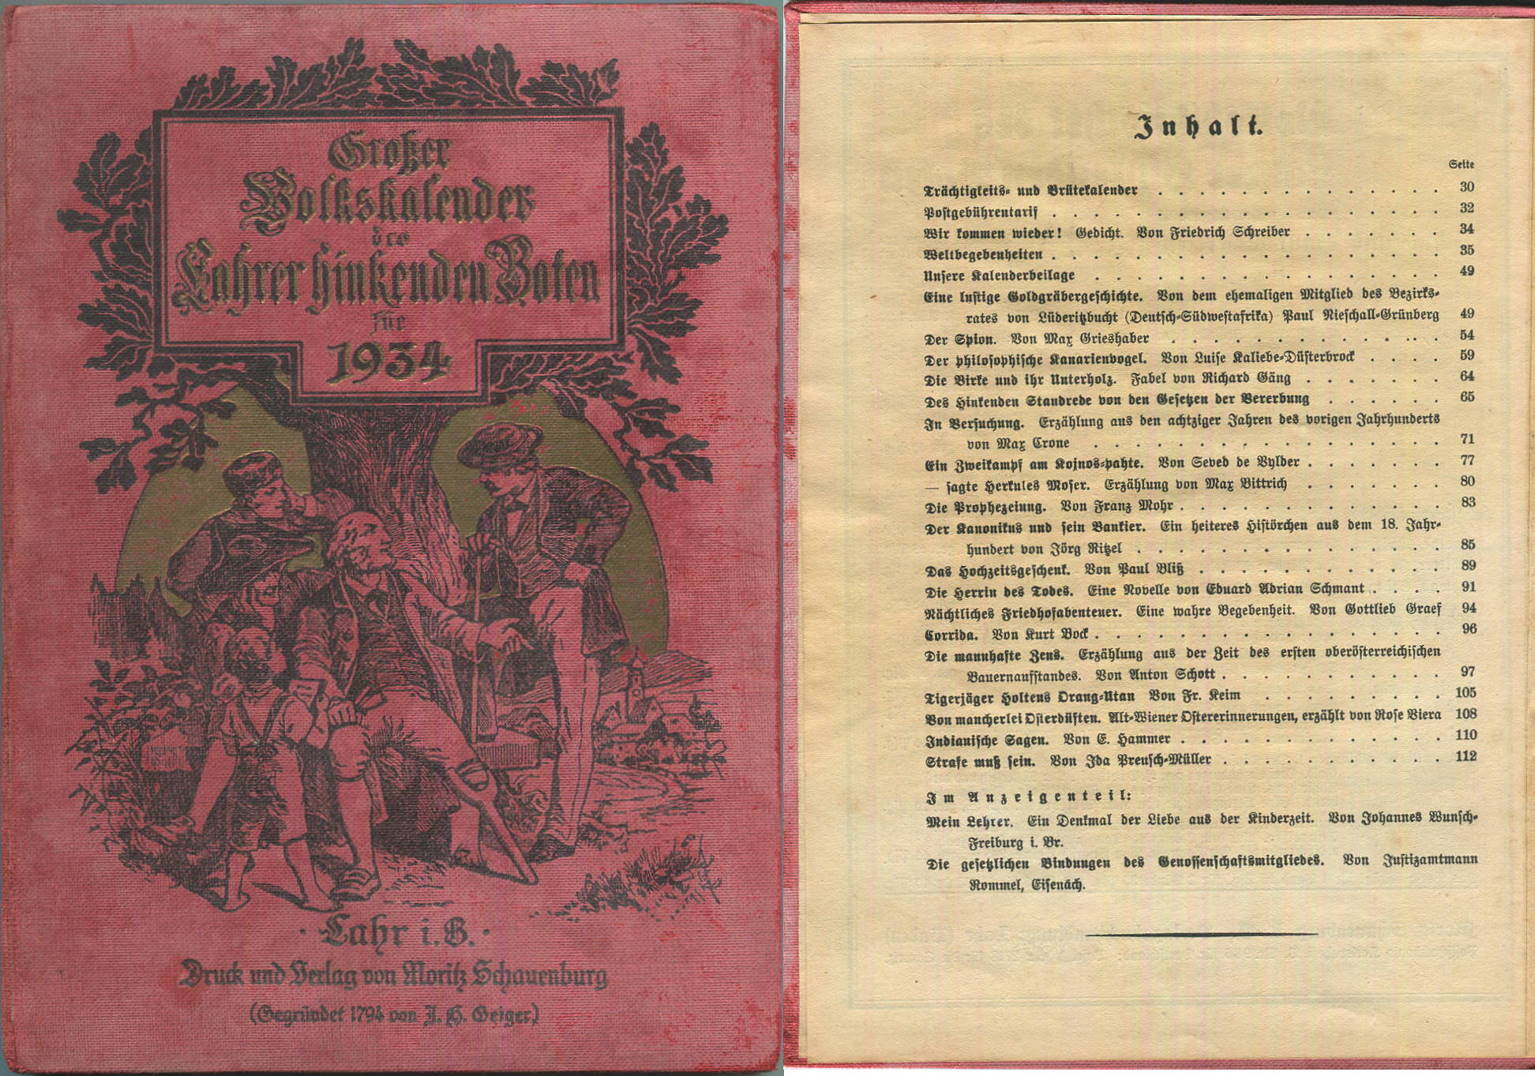 Großer
Volkskalender
des
Lahrer hinkenden Boten
für
1934
· Lahr i. B. ·
Druck und Verlag von Moritz Schauenburg
(Gegründet 1794 von J. H. Geiger)
Inhalt.
Seite
Trächtigkeits- und Brütekalender . . . . . . . . . . . . . . 30
Postgebührentarif . . . . . . . . . . . . . . . . . . . 32
Wir kommen wieder! Gedicht. Von Friedrich Schreiber . . . . . . . 34
Weltbegebenheiten . . . . . . . . . . . . . . . . . . . 35
Unsere Kalenderbeilage . . . . . . . . . . . . . . . . . 49
Eine lustige Goldgräbergeschichte. Von dem ehemaligen Mitglied des Bezirks-
rates von Lüderitzbucht (Deutsch-Südwestafrika) Paul Nieschall-Grünberg 49
Der Spion. Von Max Grieshaber . . . . . . . . . . . . . . 54
Der philosophische Kanarienvogel. Von Luise Kaliebe-Düsterbrock . . . . 59
Die Birke und ihr Unterholz. Fabel von Richard Gäng . . . . . . . 64
Des Hinkenden Standrede von den Gesetzen der Vererbung . . . . . . 65
In Versuchung. Erzählung aus den achtziger Jahren des vorigen Jahrhunderts
von Max Crone . . . . . . . . . . . . . . . . . 71
Ein Zweikampf am Kojnos-pahte. Von Seved de Vylder . . . . . . . 77
— sagte Herkules Moser. Erzählung von Max Bittrich . . . . . . . 80
Die Prophezeiung. Von Franz Mohr . . . . . . . . . . . . . 83
Der Kanonikus und sein Bankier. Ein heiteres Histörchen aus dem 18. Jahr-
hundert von Jörg Ritzel . . . . . . . . . . . . . . . 85
Das Hochzeitsgeschenk. Von Paul Bliß . . . . . . . . . . . . 89
Die Herrin des Todes. Eine Novelle von Eduard Adrian Schmant . . . . 91
Nächtliches Friedhofabenteuer. Eine wahre Begebenheit. Von Gottlieb Graef 94
Corrida. Von Kurt Bock . . . . . . . . . . . . . . . . . 96
Die mannhafte Zens. Erzählung aus der Zeit des ersten oberösterreichischen
Bauernaufstandes. Von Anton Schott . . . . . . . . . . . 97
Tigerjäger Holtens Orang-Utan Von Fr. Keim . . . . . . . . . 105
Von mancherlei Osterdüften. Alt-Wiener Ostererinnerungen, erzählt von Rose Viera 108
Indianische Sagen. Von E. Hammer . . . . . . . . . . . . . 110
Strafe muß sein. Von Ida Preusch-Müller . . . . . . . . . . . 112
Im Anzeigenteil:
Mein Lehrer. Ein Denkmal der Liebe aus der Kinderzeit. Von Johannes Wunsch-
Freiburg i. Br.
Die gesetzlichen Bindungen des Genossenschaftsmitgliedes. Von Justizamtmann
Rommel, Eisenach.